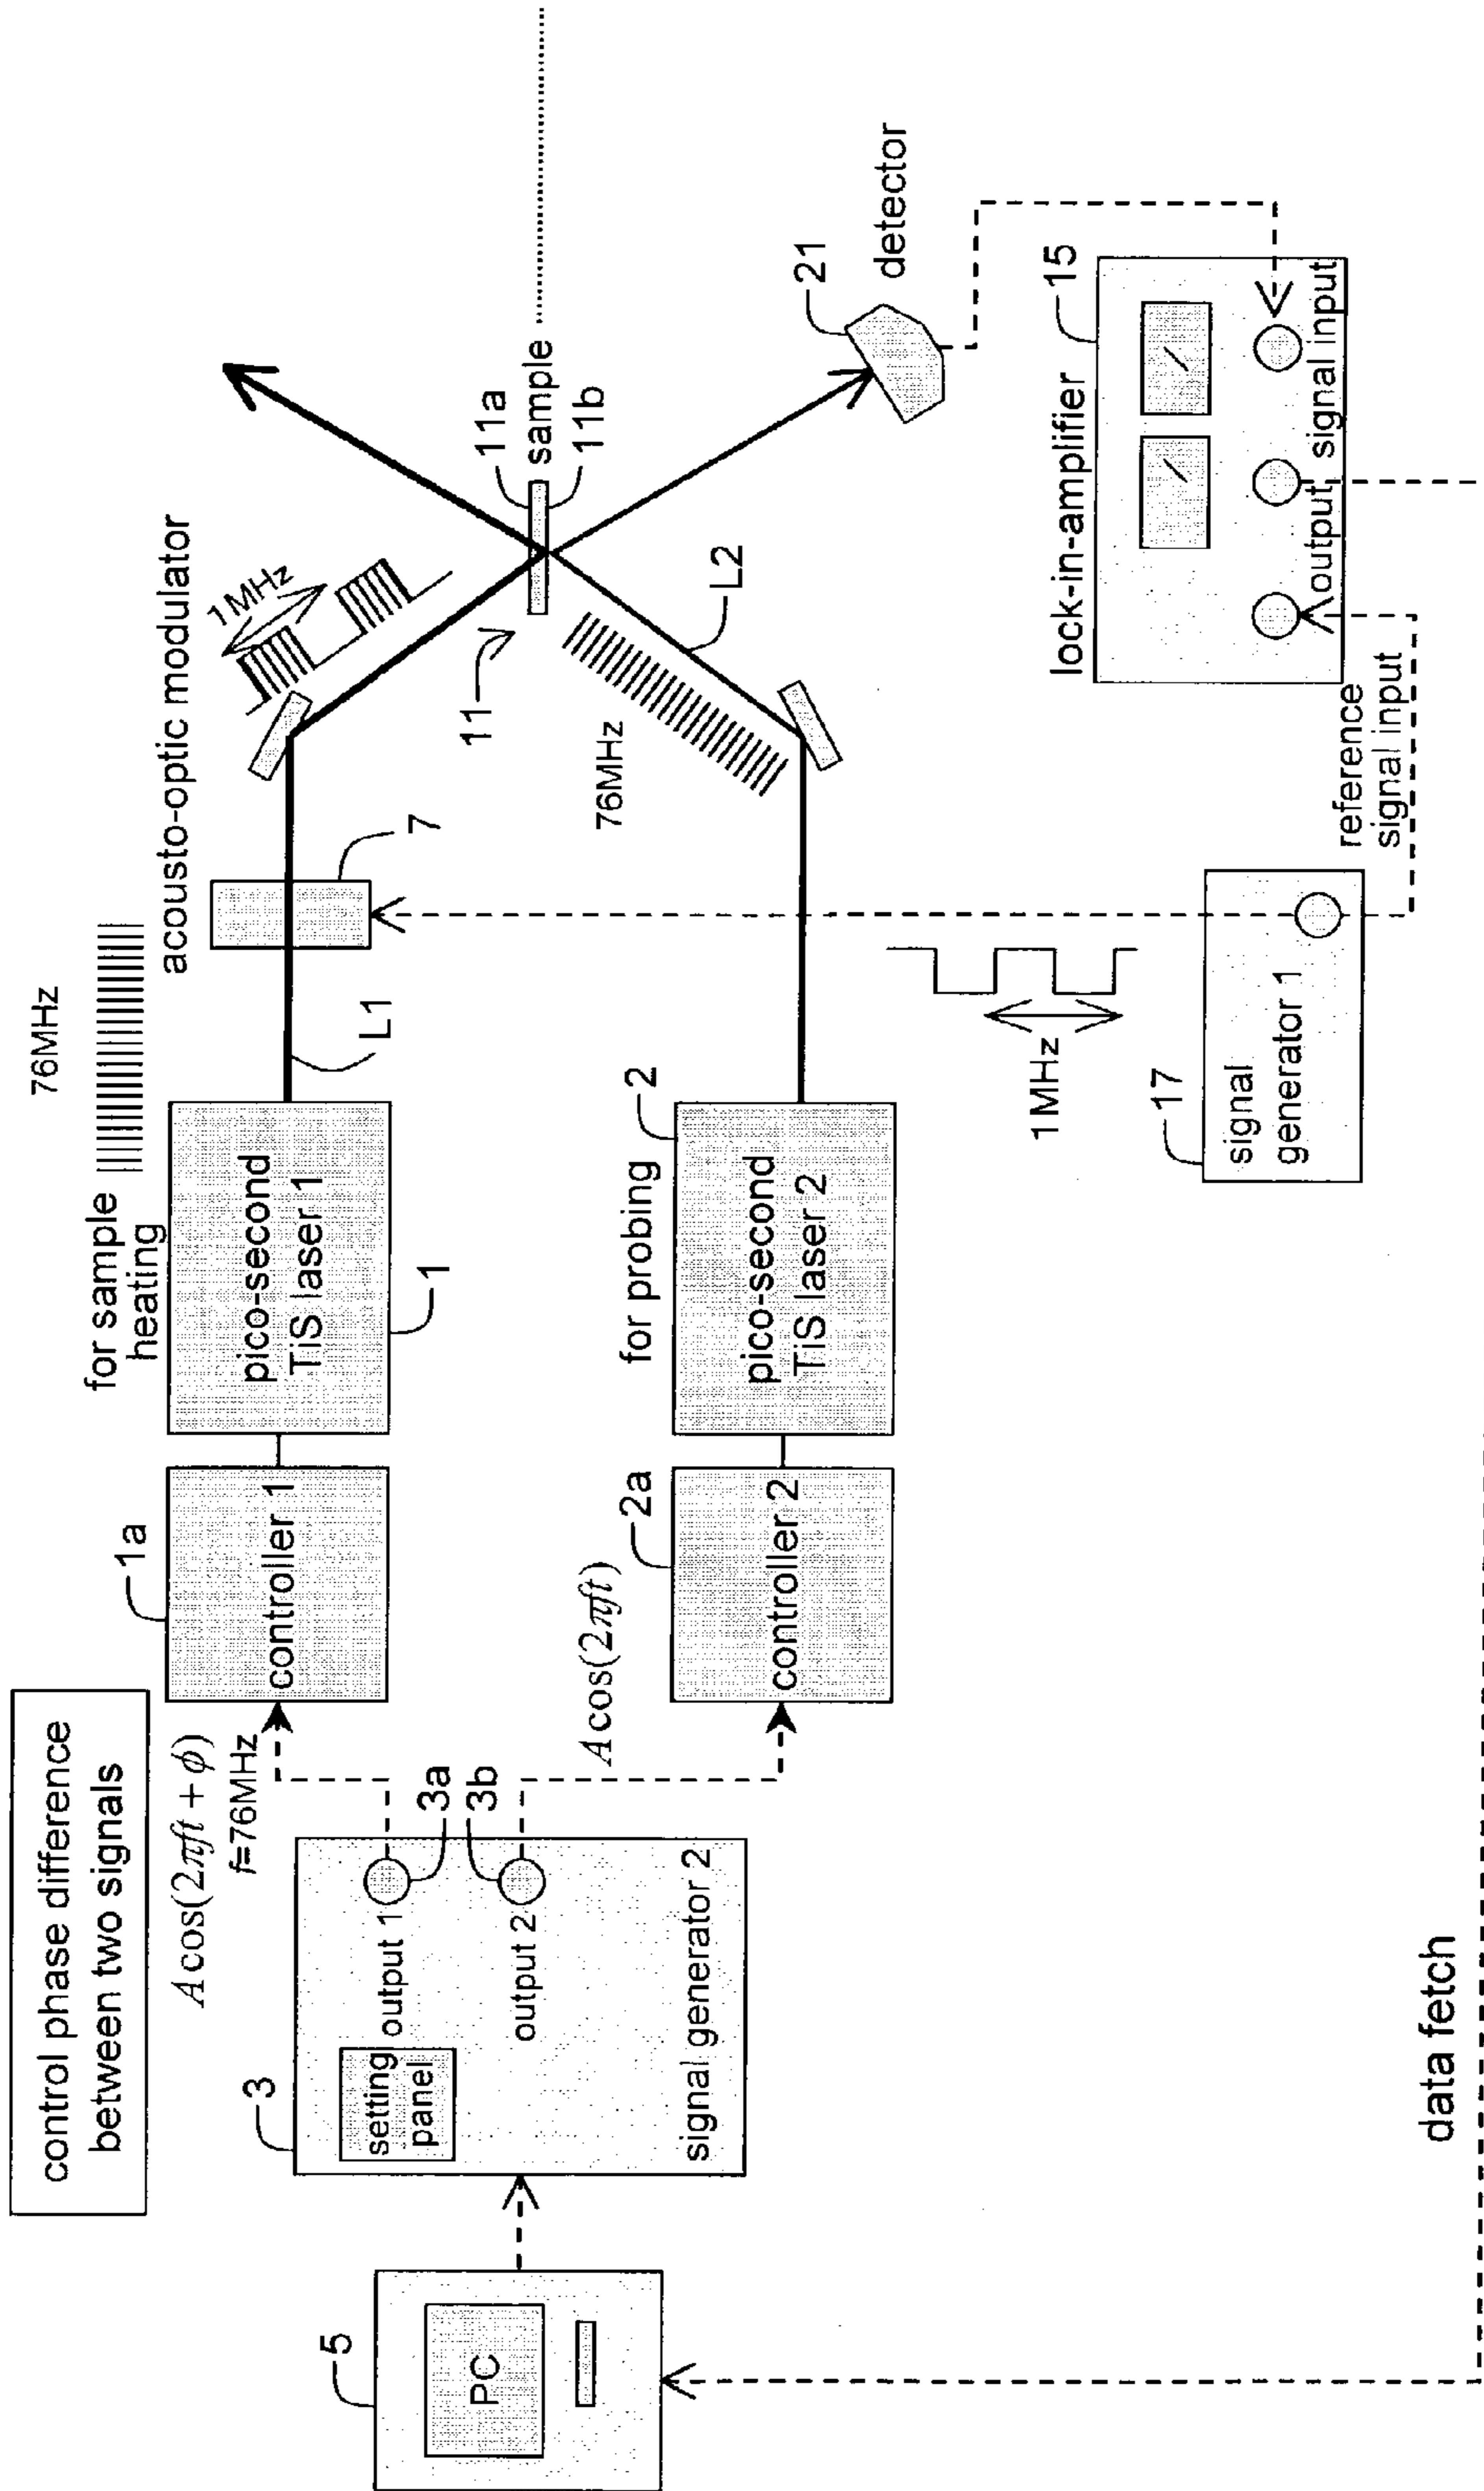 control phase difference
between two signals
5
PC
3
setting
panel
output 1
output 2
signal generator 2
3a
3b
A cos(2πft + φ)
f=76MHz
1a
controller 1
A cos(2πft)
2a
controller 2
for sample
heating
76MHz
pico-second
TiS laser 1
1
for probing
pico-second
TiS laser 2
2
L1
acousto-optic modulator
7
1MHz
76MHz
L2
11
11a
sample
11b
21
detector
1MHz
17
signal
generator 1
reference
signal input
lock-in-amplifier
15
output
signal input
data fetch